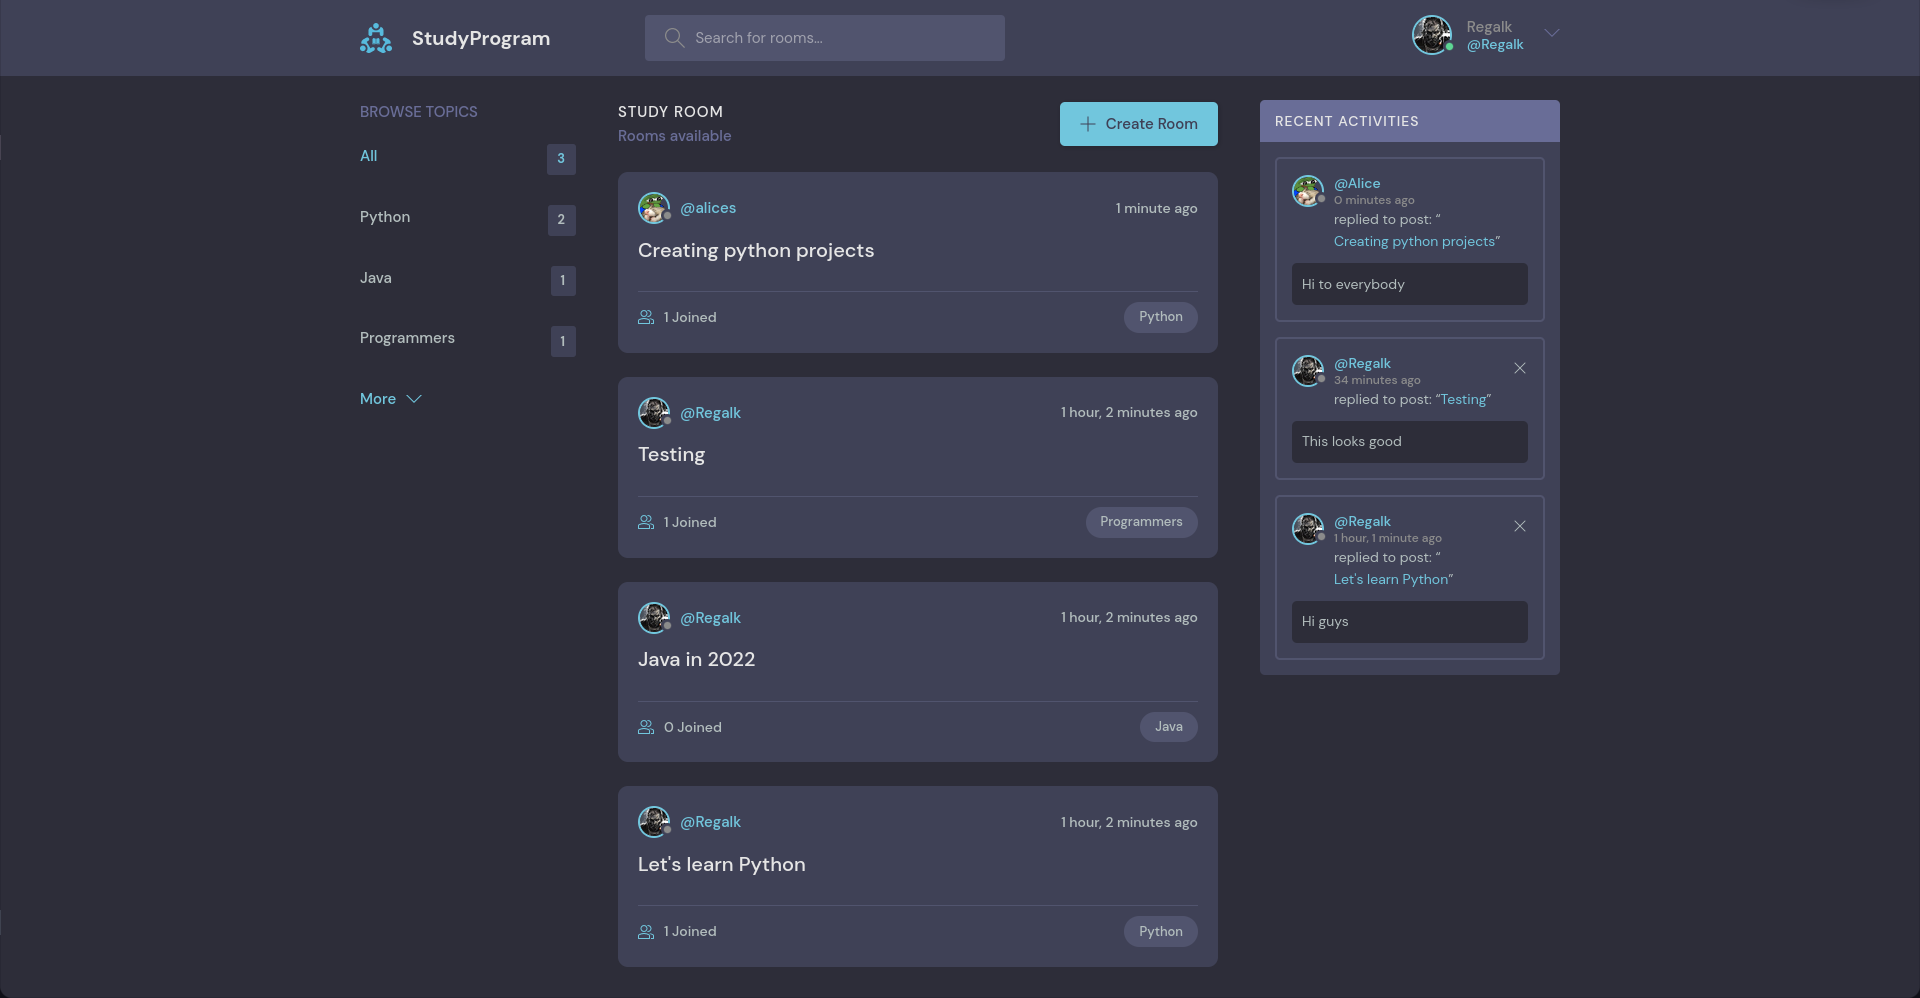 StudyProgram
Search for rooms...
Regalk
@Regalk
BROWSE TOPICS
All 3
Python 2
Java 1
Programmers 1
More
STUDY ROOM
Rooms available
Create Room
@alices 1 minute ago
Creating python projects
1 Joined Python
@Regalk 1 hour, 2 minutes ago
Testing
1 Joined Programmers
@Regalk 1 hour, 2 minutes ago
Java in 2022
0 Joined Java
@Regalk 1 hour, 2 minutes ago
Let's learn Python
1 Joined Python
RECENT ACTIVITIES
@Alice
0 minutes ago
replied to post: “
Creating python projects”
Hi to everybody
@Regalk
34 minutes ago
replied to post: “Testing”
This looks good
@Regalk
1 hour, 1 minute ago
replied to post: “
Let's learn Python”
Hi guys